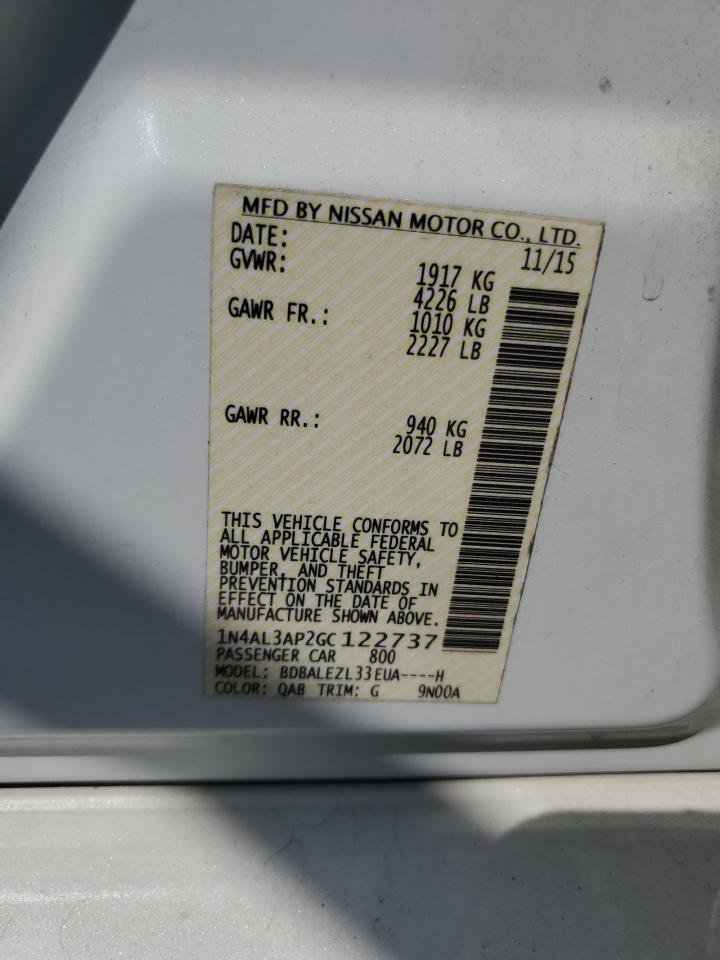 MFD BY NISSAN MOTOR CO., LTD.
DATE: 11/15
GVWR: 1917 KG
4226 LB
GAWR FR.: 1010 KG
2227 LB
GAWR RR.: 940 KG
2072 LB
THIS VEHICLE CONFORMS TO
ALL APPLICABLE FEDERAL
MOTOR VEHICLE SAFETY,
BUMPER, AND THEFT
PREVENTION STANDARDS IN
EFFECT ON THE DATE OF
MANUFACTURE SHOWN ABOVE.
1N4AL3AP2GC122737
PASSENGER CAR 800
MODEL: BDBALEZL33EUA----H
COLOR: QAB TRIM: G 9N00A